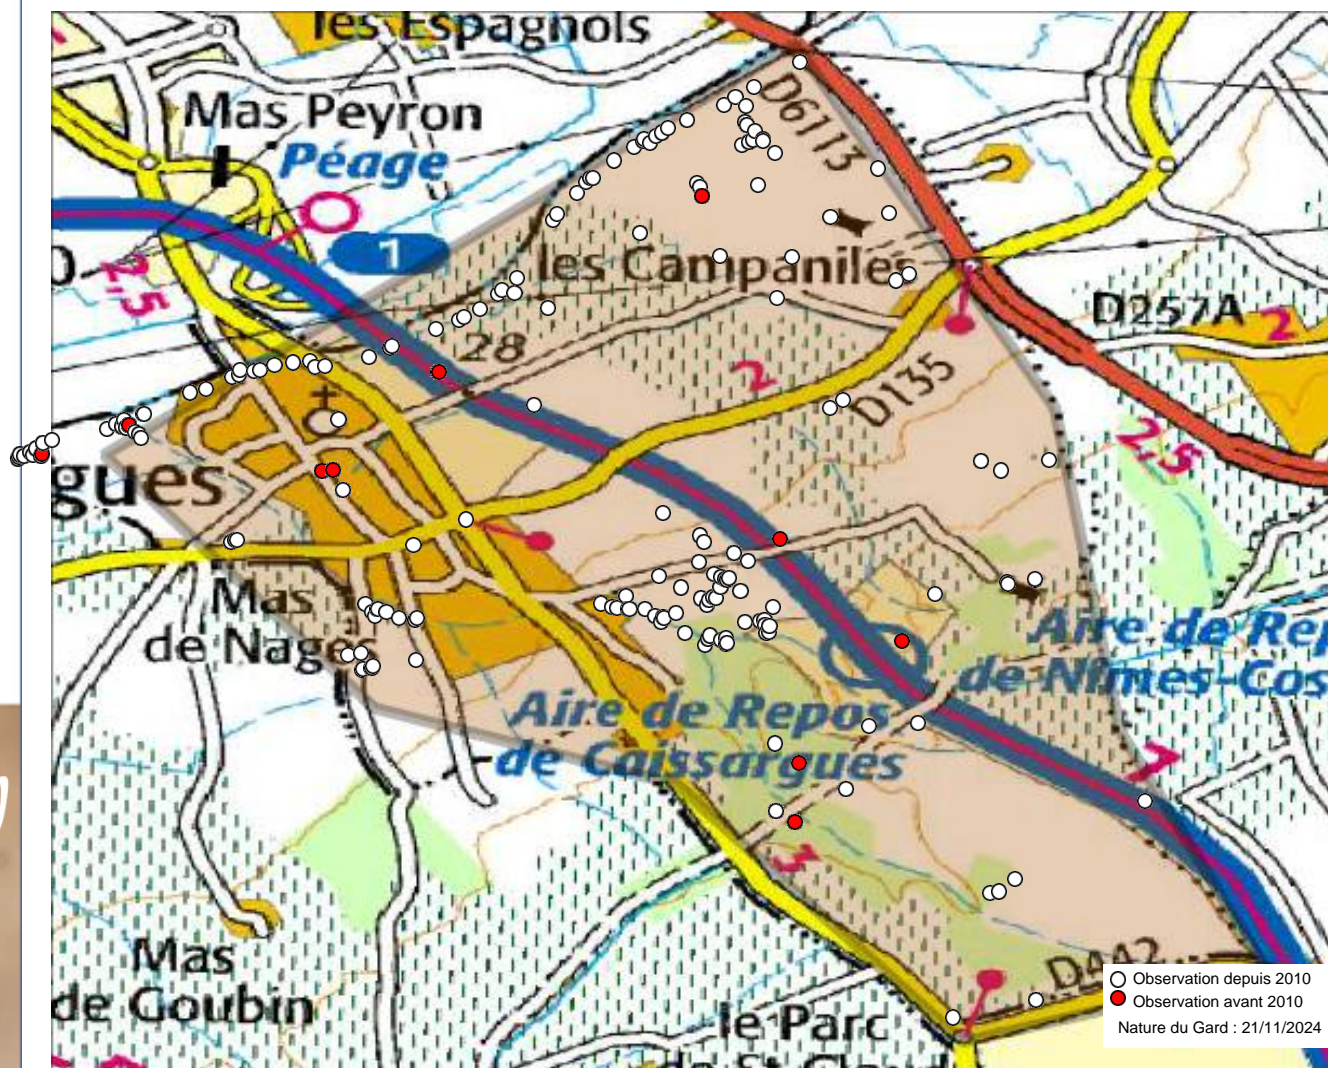 les Espagnols
Mas Peyron
Péage
D6113
1
2,5
les Campaniles
D257A
2
28
2
D135
2,5
gues
Mas
de Nages
Aire de Rep
de Nîmes-Cos
Aire de Repos
de Caissargues
7
3
Mas
de Goubin
D442
le Parc
Observation depuis 2010
Observation avant 2010
Nature du Gard : 21/11/2024